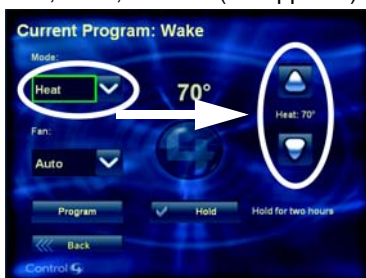 Current Program: Wake
Mode:
Heat
70°
Heat: 70°
Fan:
Auto
Program
Hold
Hold for two hours
Back
Control4